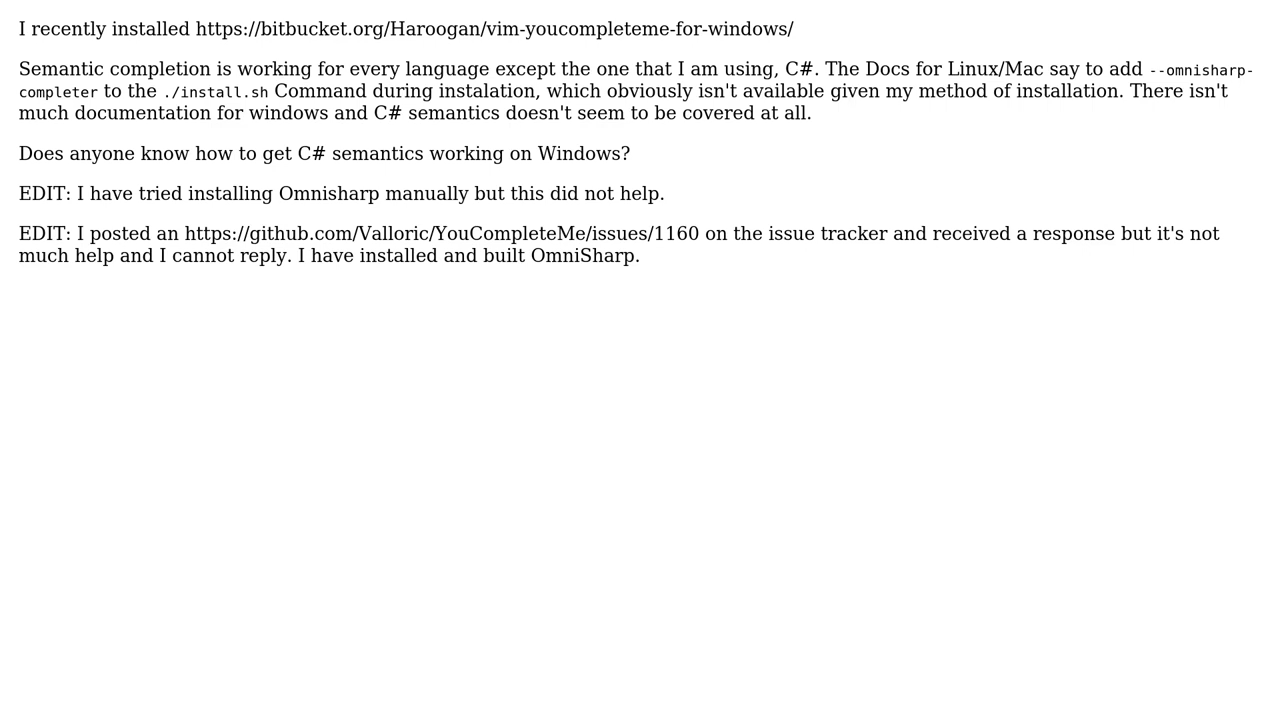 I recently installed https://bitbucket.org/Haroogan/vim-youcompleteme-for-windows/
Semantic completion is working for every language except the one that I am using, C#. The Docs for Linux/Mac say to add --omnisharp-
completer to the ./install.sh Command during instalation, which obviously isn't available given my method of installation. There isn't
much documentation for windows and C# semantics doesn't seem to be covered at all.
Does anyone know how to get C# semantics working on Windows?
EDIT: I have tried installing Omnisharp manually but this did not help.
EDIT: I posted an https://github.com/Valloric/YouCompleteMe/issues/1160 on the issue tracker and received a response but it's not
much help and I cannot reply. I have installed and built OmniSharp.